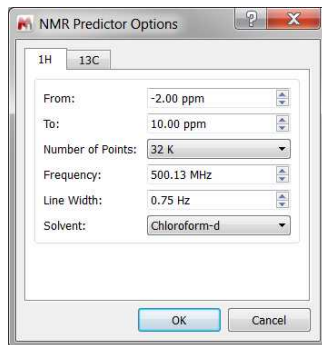 NMR Predictor Options
1H 13C
From: -2.00 ppm
To: 10.00 ppm
Number of Points: 32 K
Frequency: 500.13 MHz
Line Width: 0.75 Hz
Solvent: Chloroform-d
OK Cancel